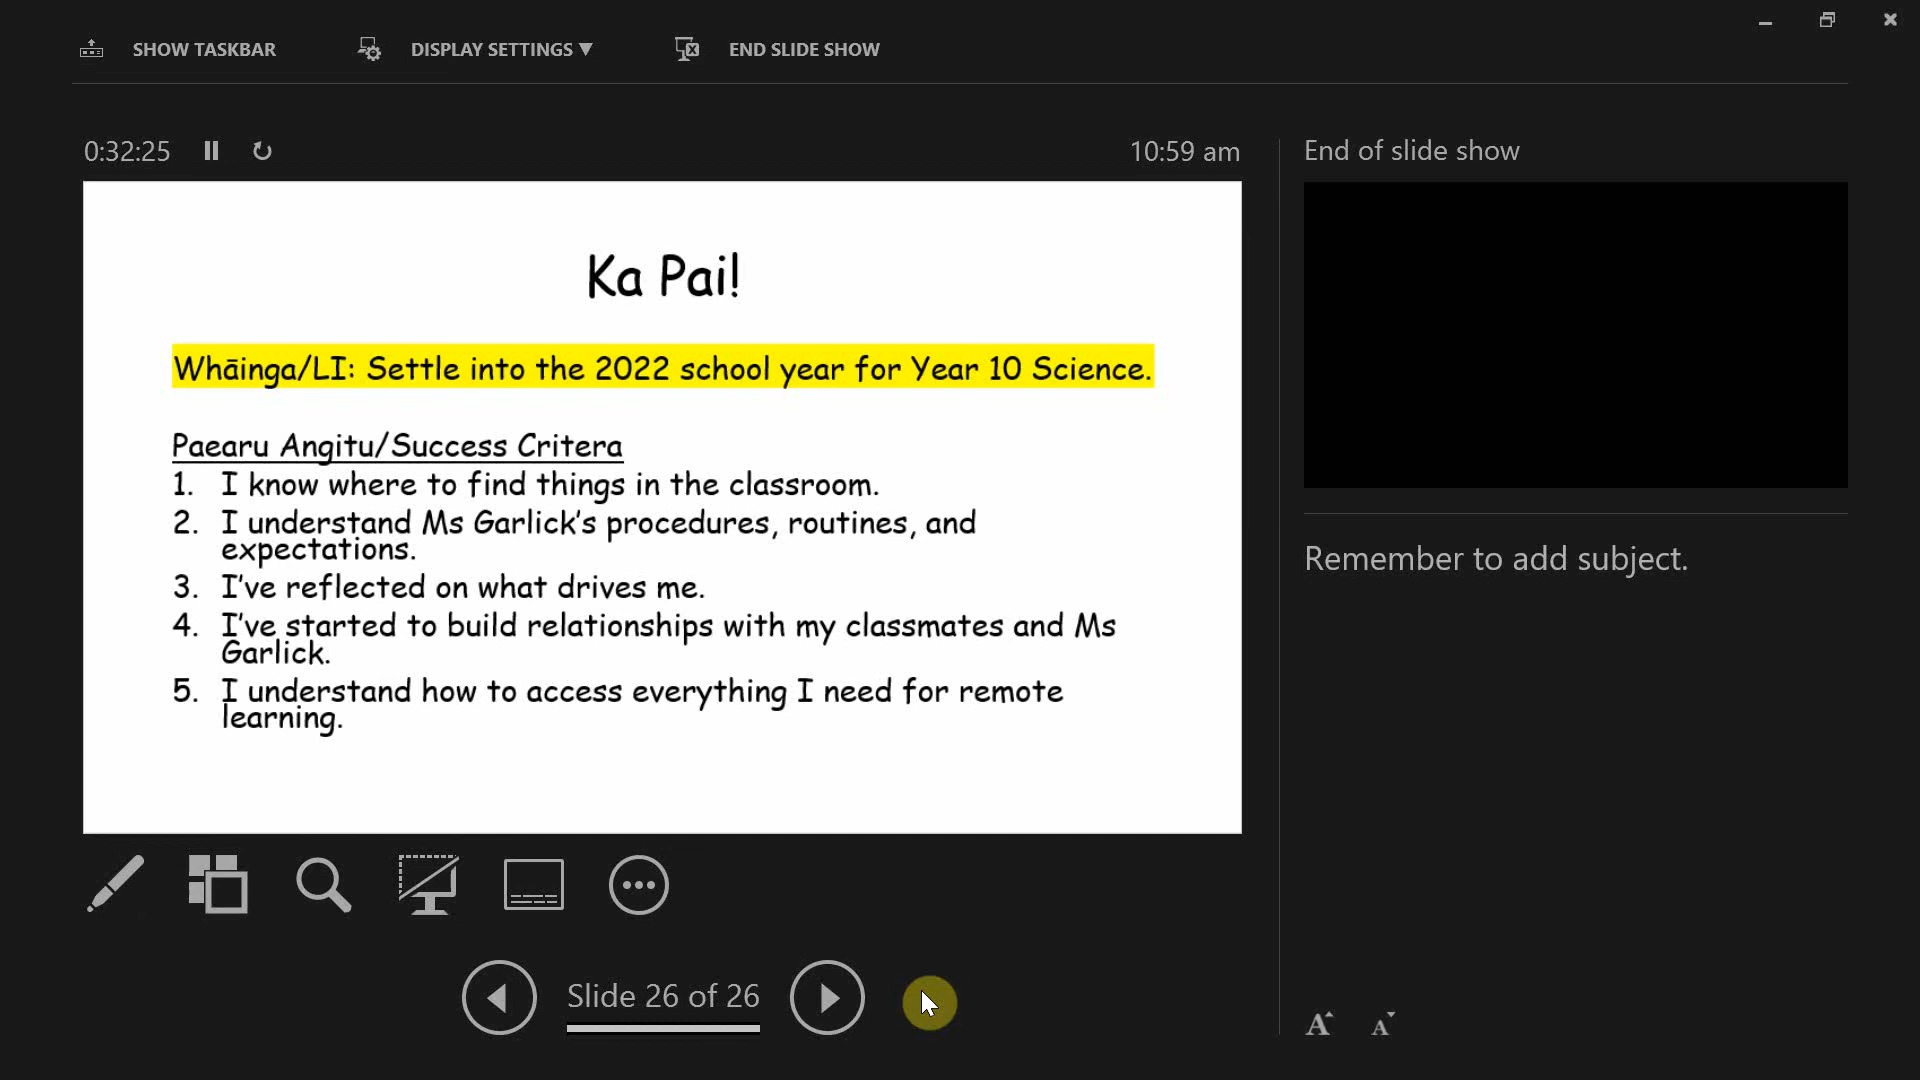 SHOW TASKBAR
DISPLAY SETTINGS ▼
END SLIDE SHOW
0:32:25
10:59 am
Ka Pai!
Whāinga/LI: Settle into the 2022 school year for Year 10 Science.
Paearu Angitu/Success Critera
1. I know where to find things in the classroom.
2. I understand Ms Garlick's procedures, routines, and
expectations.
3. I've reflected on what drives me.
4. I've started to build relationships with my classmates and Ms
Garlick.
5. I understand how to access everything I need for remote
learning.
Slide 26 of 26
End of slide show
Remember to add subject.
A A